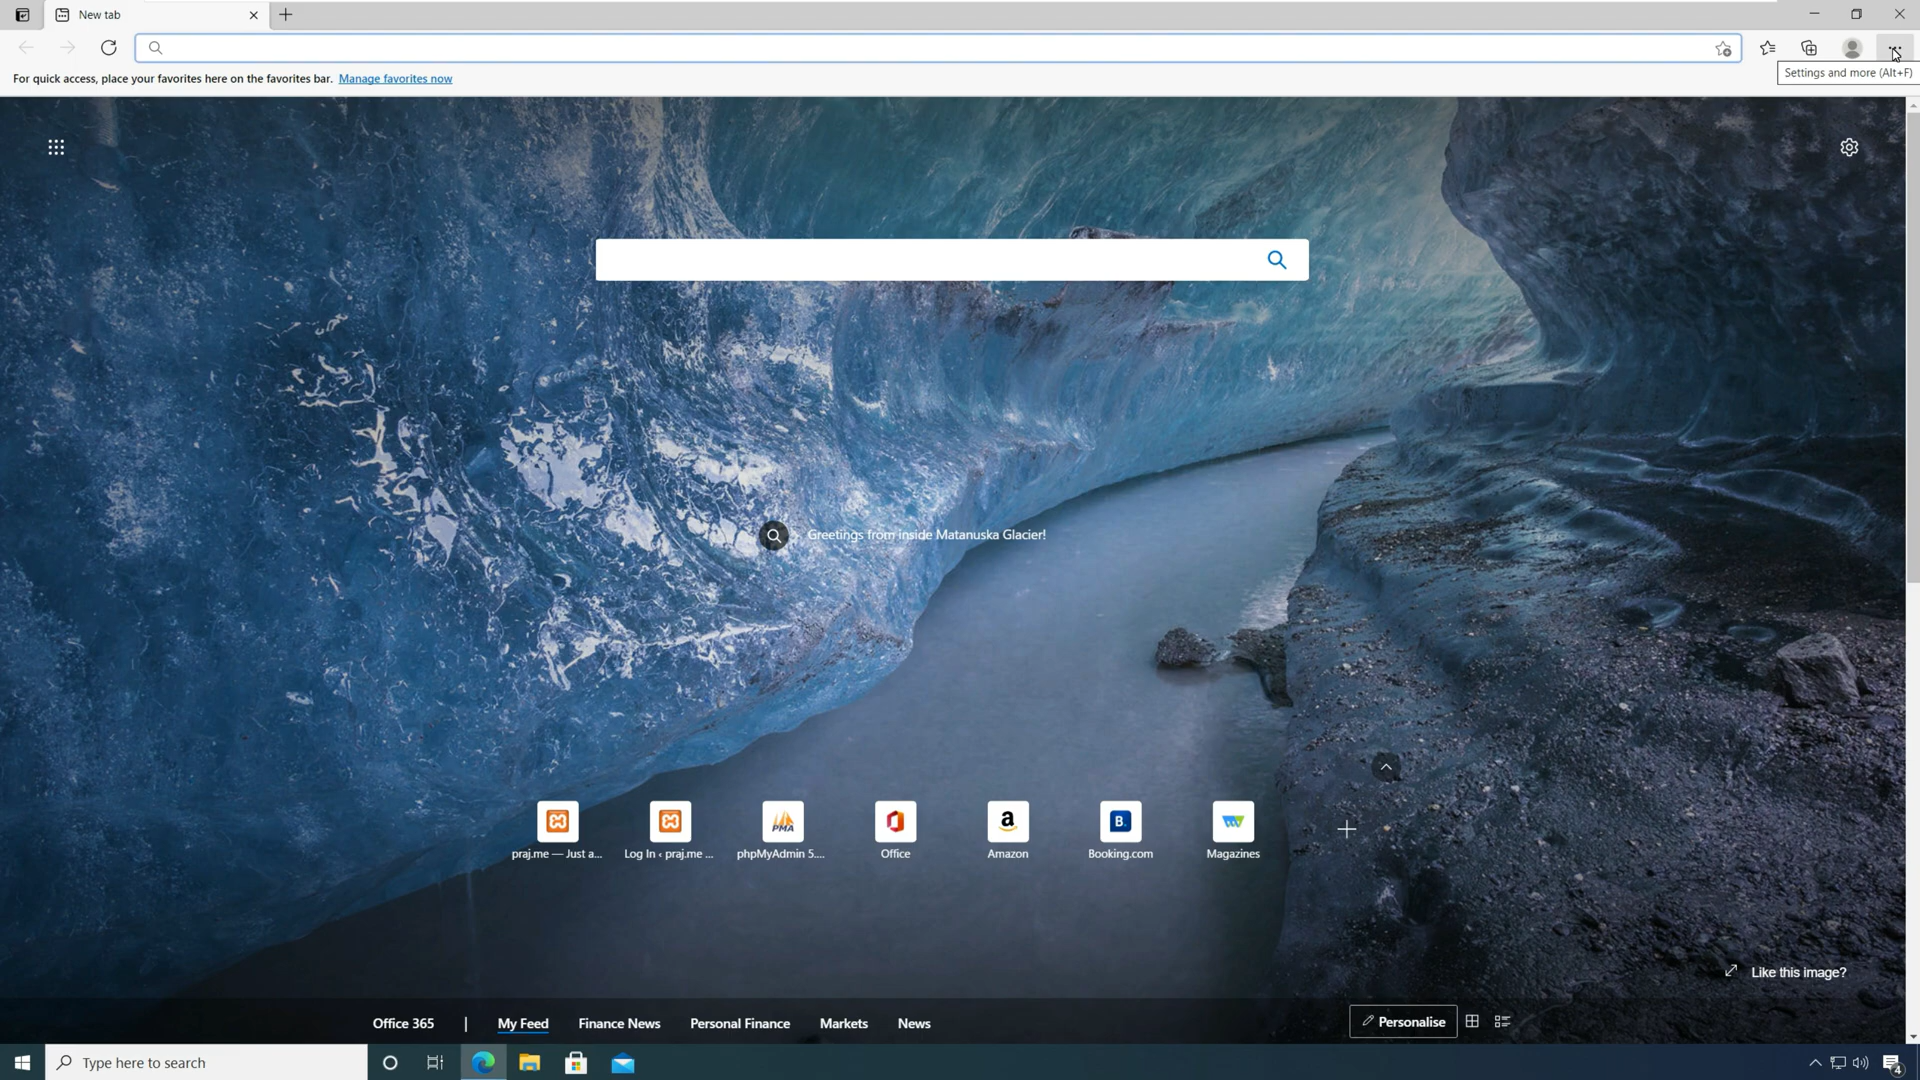 New tab
For quick access, place your favorites here on the favorites bar. Manage favorites now
Settings and more (Alt+F)
Greetings from inside Matanuska Glacier!
praj.me — Just a...
Log In ‹ praj.me ...
phpMyAdmin 5....
Office
Amazon
Booking.com
Magazines
PMA
a
B.
Like this image?
Office 365 | My Feed Finance News Personal Finance Markets News Personalise
Type here to search
4